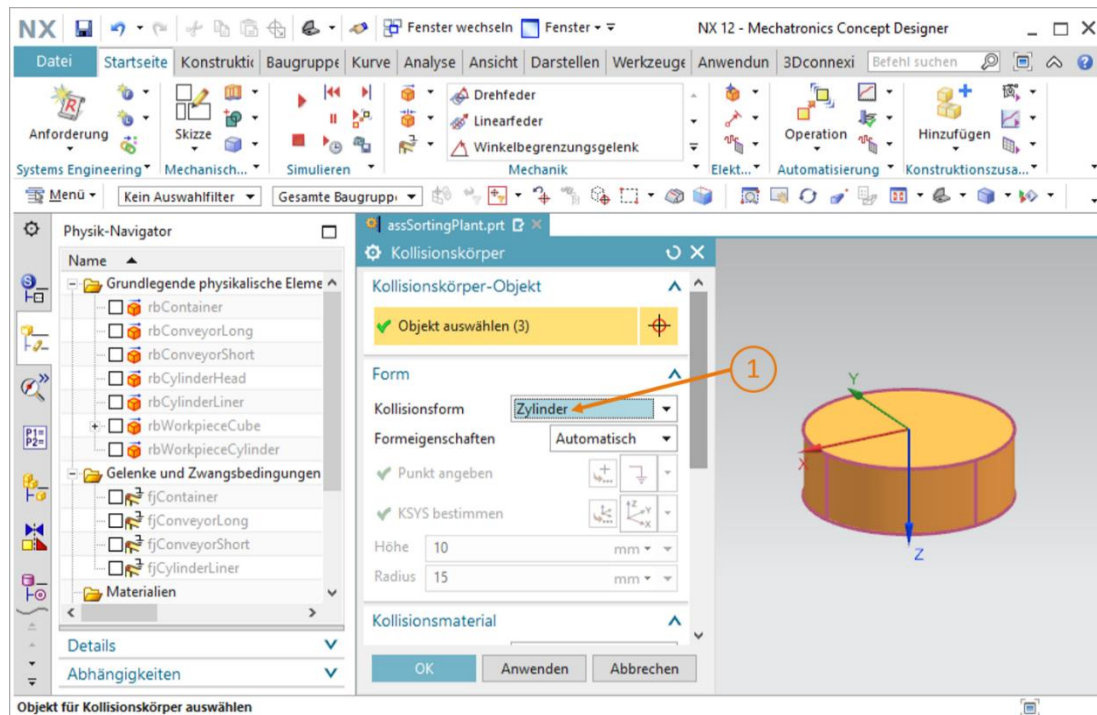 NX Fenster wechseln Fenster NX 12 - Mechatronics Concept Designer
Datei Startseite Konstruktic Baugruppe Kurve Analyse Ansicht Darstellen Werkzeuge Anwendun 3Dconnexi Befehl suchen
Anforderung Skizze Drehfeder Operation Hinzufügen
Linearfeder
Winkelbegrenzungsgelenk
Systems Engineering Mechanisch... Simulieren Mechanik Elekt... Automatisierung Konstruktionszusa...
Menü Kein Auswahlfilter Gesamte Baugruppe
Physik-Navigator
Name
Grundlegende physikalische Eleme
rbContainer
rbConveyorLong
rbConveyorShort
rbCylinderHead
rbCylinderLiner
rbWorkpieceCube
rbWorkpieceCylinder
Gelenke und Zwangsbedingungen
fjContainer
fjConveyorLong
fjConveyorShort
fjCylinderLiner
Materialien
Details
Abhängigkeiten
P1=
P2=
assSortingPlant.prt
Kollisionskörper
Kollisionskörper-Objekt
Objekt auswählen (3)
Form
Kollisionsform Zylinder
Formeigenschaften Automatisch
Punkt angeben
KSYS bestimmen
Höhe 10 mm
Radius 15 mm
Kollisionsmaterial
OK Anwenden Abbrechen
1
Y
X
Z
Objekt für Kollisionskörper auswählen